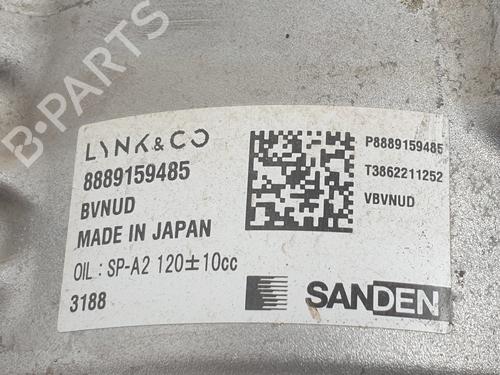 B-PARTS
LYNK & CO
8889159485
BVNUD
MADE IN JAPAN
OIL : SP-A2 120±10cc
3188
P8889159485
T3862211252
VBVNUD
SANDEN